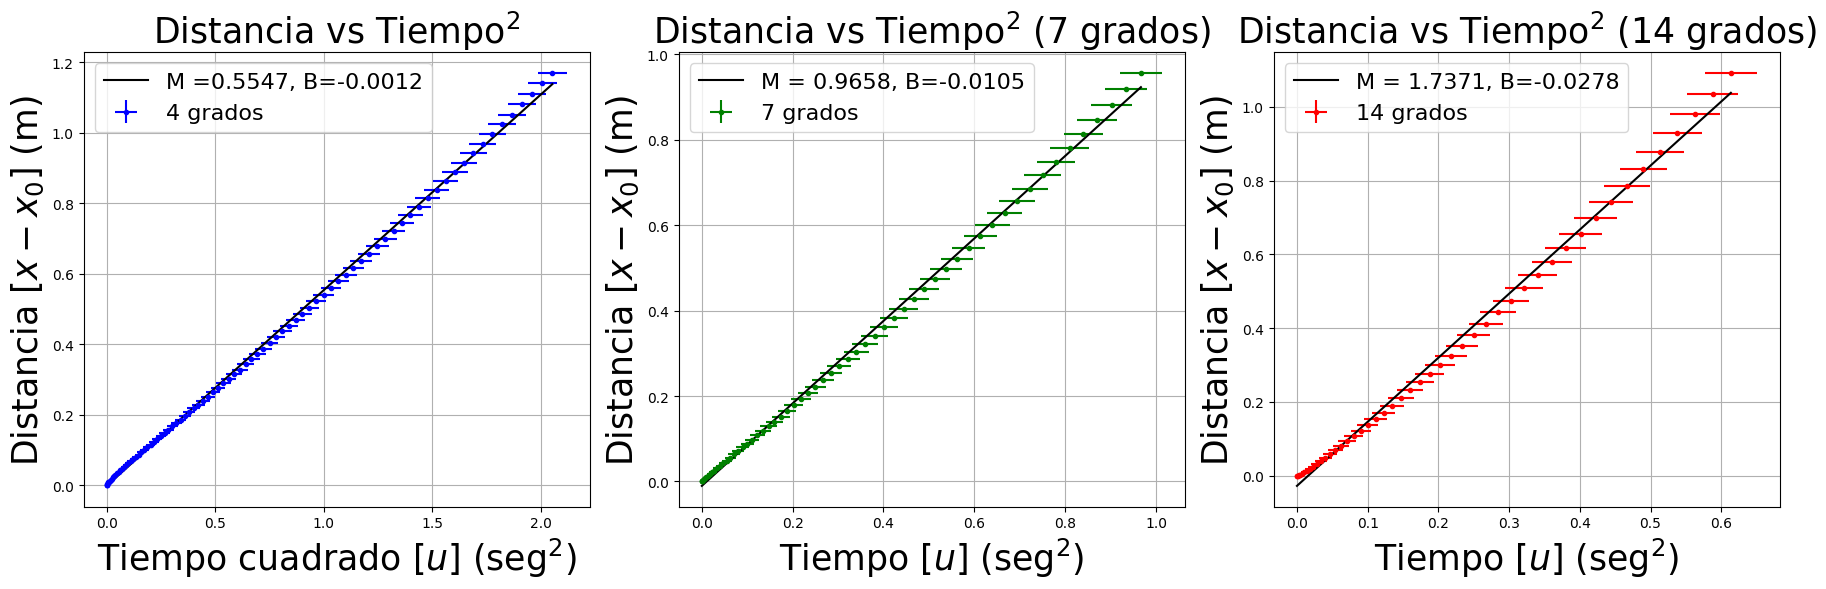 Distancia vs Tiempo²
M =0.5547, B=-0.0012
4 grados
Distancia [x − x₀] (m)
1.2
1.0
0.8
0.6
0.4
0.2
0.0
0.0 0.5 1.0 1.5 2.0
Tiempo cuadrado [u] (seg²)
Distancia vs Tiempo² (7 grados)
M = 0.9658, B=-0.0105
7 grados
Distancia [x − x₀] (m)
1.0
0.8
0.6
0.4
0.2
0.0
0.0 0.2 0.4 0.6 0.8 1.0
Tiempo [u] (seg²)
Distancia vs Tiempo² (14 grados)
M = 1.7371, B=-0.0278
14 grados
Distancia [x − x₀] (m)
1.0
0.8
0.6
0.4
0.2
0.0
0.0 0.1 0.2 0.3 0.4 0.5 0.6
Tiempo [u] (seg²)